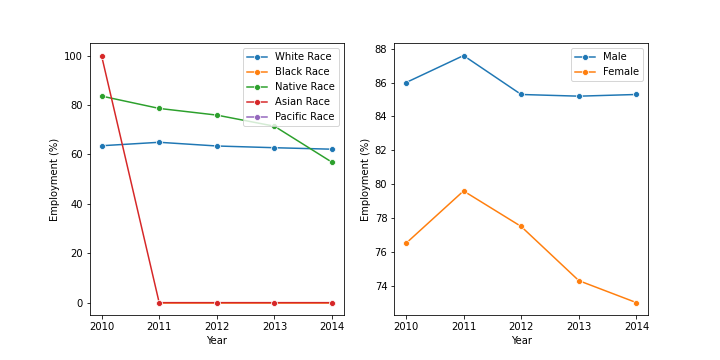 100
80
60
40
20
0
Employment (%)
2010 2011 2012 2013 2014
Year
White Race
Black Race
Native Race
Asian Race
Pacific Race
88
86
84
82
80
78
76
74
Employment (%)
2010 2011 2012 2013 2014
Year
Male
Female